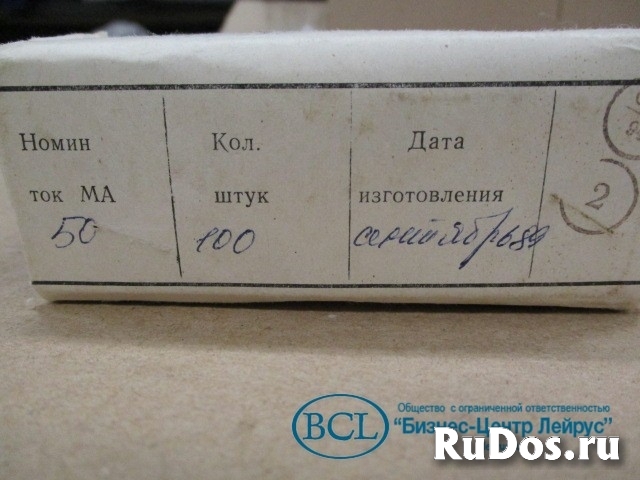 Номин
ток МА
50
Кол.
штук
100
Дата
изготовления
сентябрь 89
2
BCL
Общество с ограниченной ответственностью
“Бизнес-Центр Лейрус”
RuDos.ru